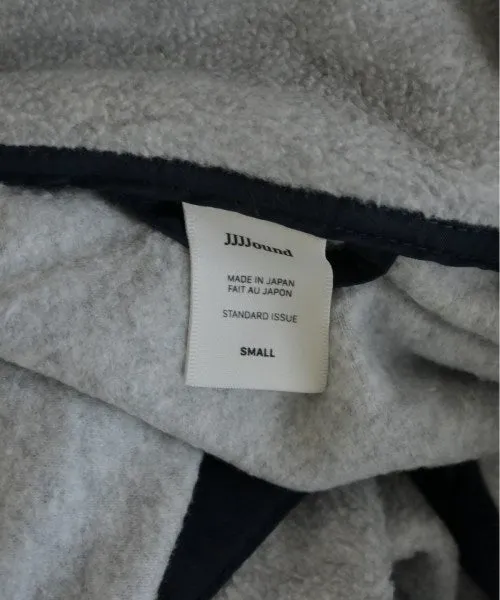 JJJJound
MADE IN JAPAN
FAIT AU JAPON
STANDARD ISSUE
SMALL